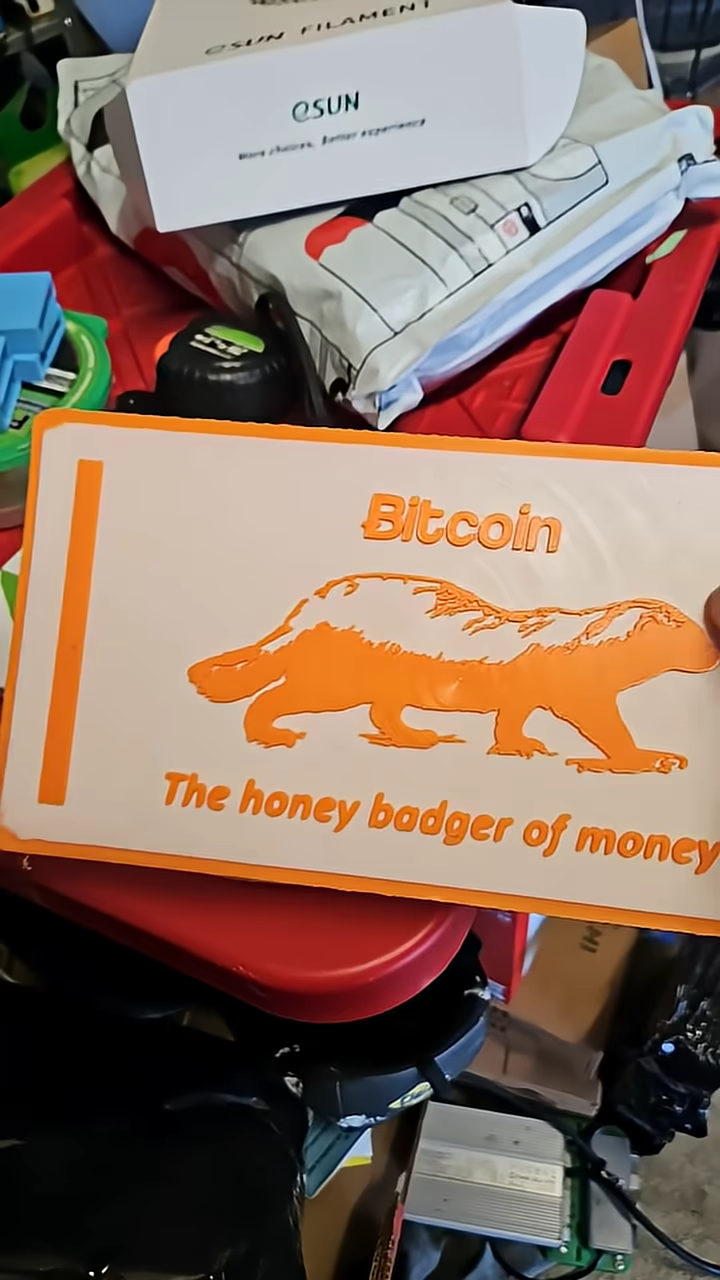 eSUN FILAMENT
eSUN
More choices, Better experience
Bitcoin
The honey badger of money